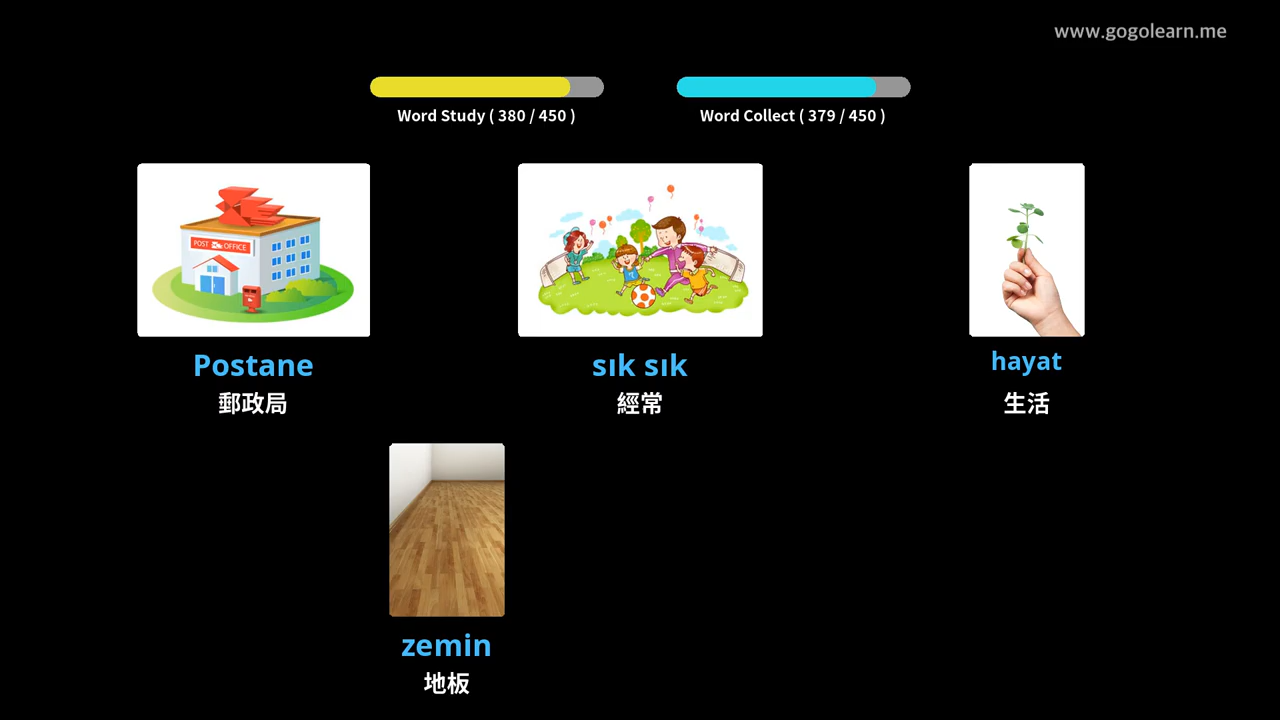 www.gogolearn.me
Word Study ( 380 / 450 )
Word Collect ( 379 / 450 )
POST OFFICE
Postane
郵政局
sık sık
經常
hayat
生活
zemin
地板